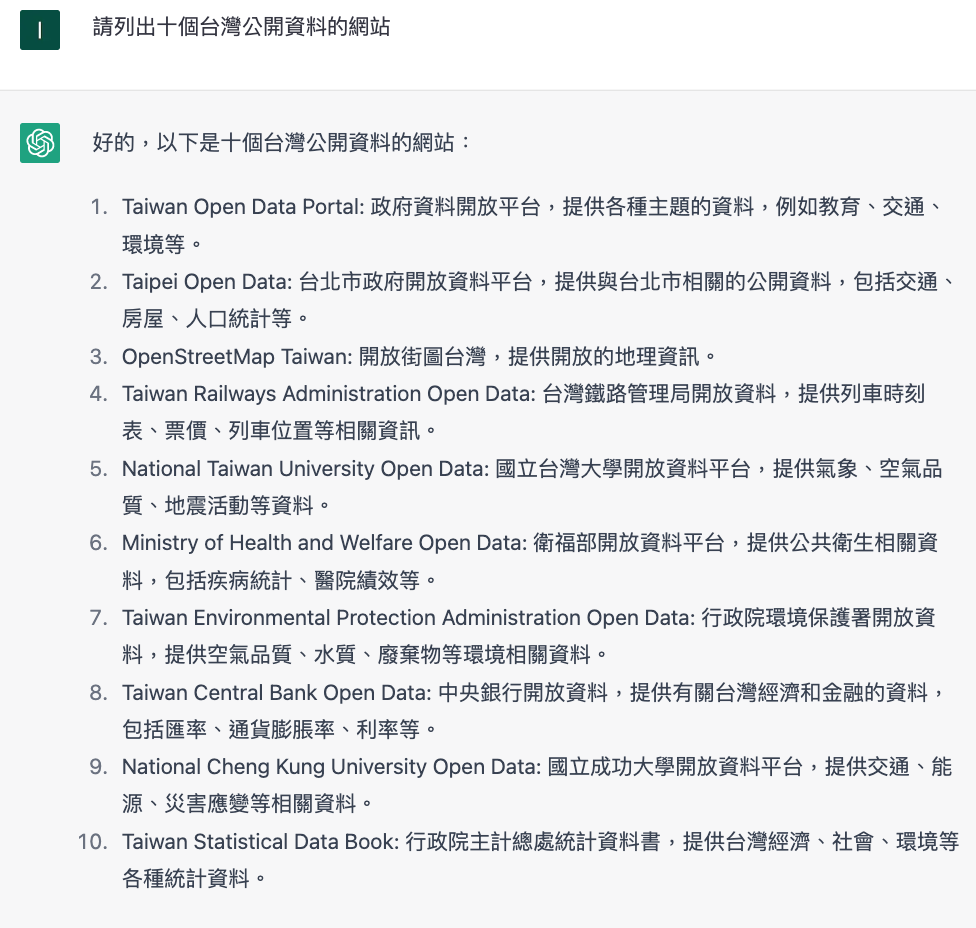 I
請列出十個台灣公開資料的網站
好的，以下是十個台灣公開資料的網站：
1. Taiwan Open Data Portal: 政府資料開放平台，提供各種主題的資料，例如教育、交通、
環境等。
2. Taipei Open Data: 台北市政府開放資料平台，提供與台北市相關的公開資料，包括交通、
房屋、人口統計等。
3. OpenStreetMap Taiwan: 開放街圖台灣，提供開放的地理資訊。
4. Taiwan Railways Administration Open Data: 台灣鐵路管理局開放資料，提供列車時刻
表、票價、列車位置等相關資訊。
5. National Taiwan University Open Data: 國立台灣大學開放資料平台，提供氣象、空氣品
質、地震活動等資料。
6. Ministry of Health and Welfare Open Data: 衛福部開放資料平台，提供公共衛生相關資
料，包括疾病統計、醫院績效等。
7. Taiwan Environmental Protection Administration Open Data: 行政院環境保護署開放資
料，提供空氣品質、水質、廢棄物等環境相關資料。
8. Taiwan Central Bank Open Data: 中央銀行開放資料，提供有關台灣經濟和金融的資料，
包括匯率、通貨膨脹率、利率等。
9. National Cheng Kung University Open Data: 國立成功大學開放資料平台，提供交通、能
源、災害應變等相關資料。
10. Taiwan Statistical Data Book: 行政院主計總處統計資料書，提供台灣經濟、社會、環境等
各種統計資料。